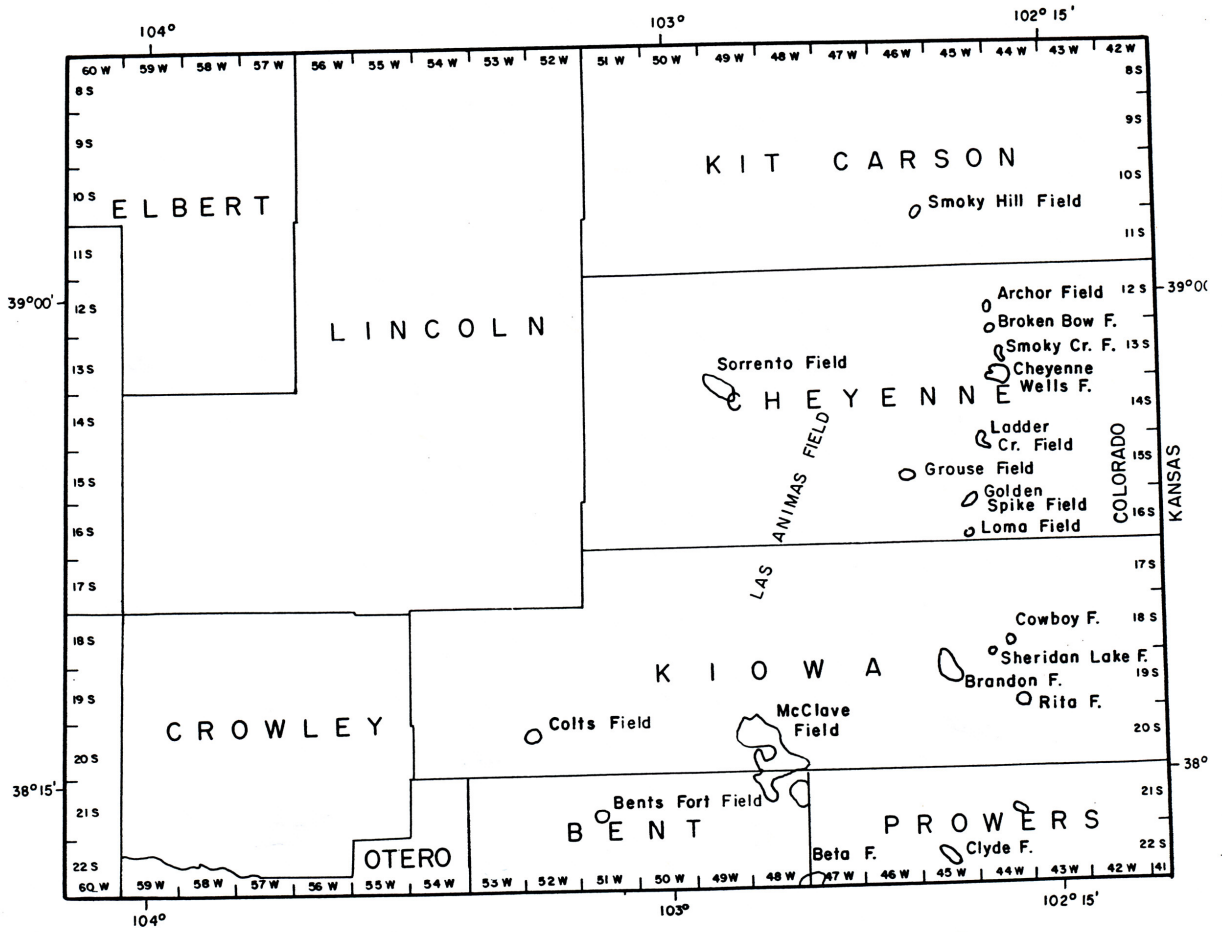 104°
103°
102° 15'
60 W 59 W 58 W 57 W 56 W 55 W 54 W 53 W 52 W 51 W 50 W 49 W 48 W 47 W 46 W 45 W 44 W 43 W 42 W
8 S
8 S
9 S
9 S
KIT CARSON
10 S
10 S
ELBERT
Smoky Hill Field
11 S
11 S
39°00'
12 S
LINCOLN
Archor Field
12 S
39°00
Broken Bow F.
Smoky Cr. F.
13 S
13 S
Sorrento Field
Cheyenne
Wells F.
CHEYENNE
14 S
14 S
LAS ANIMAS FIELD
Ladder
Cr. Field
15 S
15 S
Grouse Field
COLORADO
KANSAS
Golden
Spike Field
16 S
16 S
Loma Field
17 S
17 S
18 S
Cowboy F.
18 S
Sheridan Lake F.
KIOWA
Brandon F.
19 S
19 S
Rita F.
CROWLEY
Colts Field
McClave
Field
20 S
20 S
38°15'
38°
21 S
21 S
Bents Fort Field
BENT
PROWERS
OTERO
Beta F.
Clyde F.
22 S
22 S
60 W 59 W 58 W 57 W 56 W 55 W 54 W 53 W 52 W 51 W 50 W 49 W 48 W 47 W 46 W 45 W 44 W 43 W 42 W 41
104°
103°
102° 15'